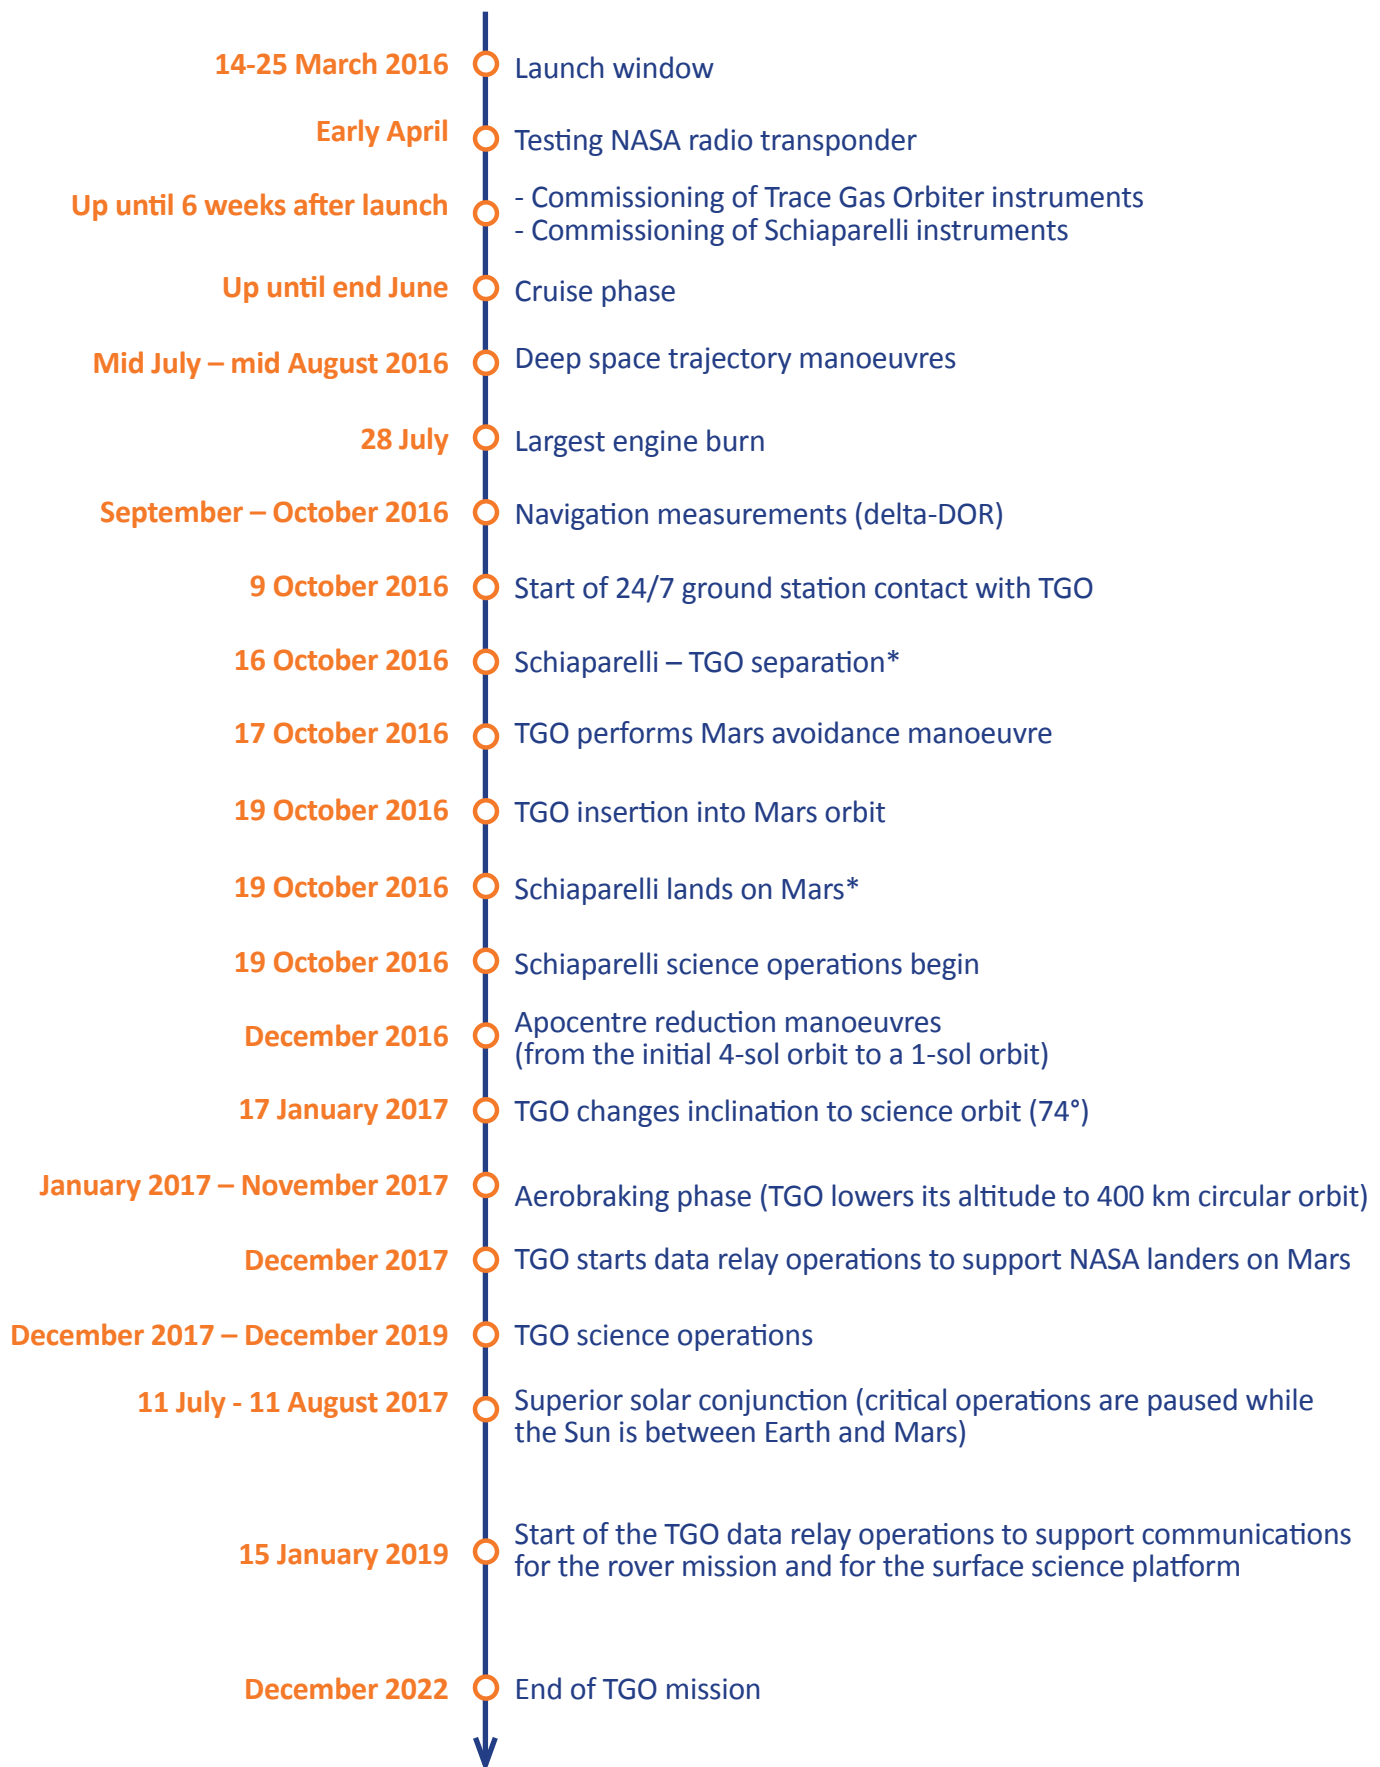 14-25 March 2016
Launch window
Early April
Testing NASA radio transponder
Up until 6 weeks after launch
- Commissioning of Trace Gas Orbiter instruments
- Commissioning of Schiaparelli instruments
Up until end June
Cruise phase
Mid July – mid August 2016
Deep space trajectory manoeuvres
28 July
Largest engine burn
September – October 2016
Navigation measurements (delta-DOR)
9 October 2016
Start of 24/7 ground station contact with TGO
16 October 2016
Schiaparelli – TGO separation*
17 October 2016
TGO performs Mars avoidance manoeuvre
19 October 2016
TGO insertion into Mars orbit
19 October 2016
Schiaparelli lands on Mars*
19 October 2016
Schiaparelli science operations begin
December 2016
Apocentre reduction manoeuvres
(from the initial 4-sol orbit to a 1-sol orbit)
17 January 2017
TGO changes inclination to science orbit (74°)
January 2017 – November 2017
Aerobraking phase (TGO lowers its altitude to 400 km circular orbit)
December 2017
TGO starts data relay operations to support NASA landers on Mars
December 2017 – December 2019
TGO science operations
11 July - 11 August 2017
Superior solar conjunction (critical operations are paused while
the Sun is between Earth and Mars)
15 January 2019
Start of the TGO data relay operations to support communications
for the rover mission and for the surface science platform
December 2022
End of TGO mission